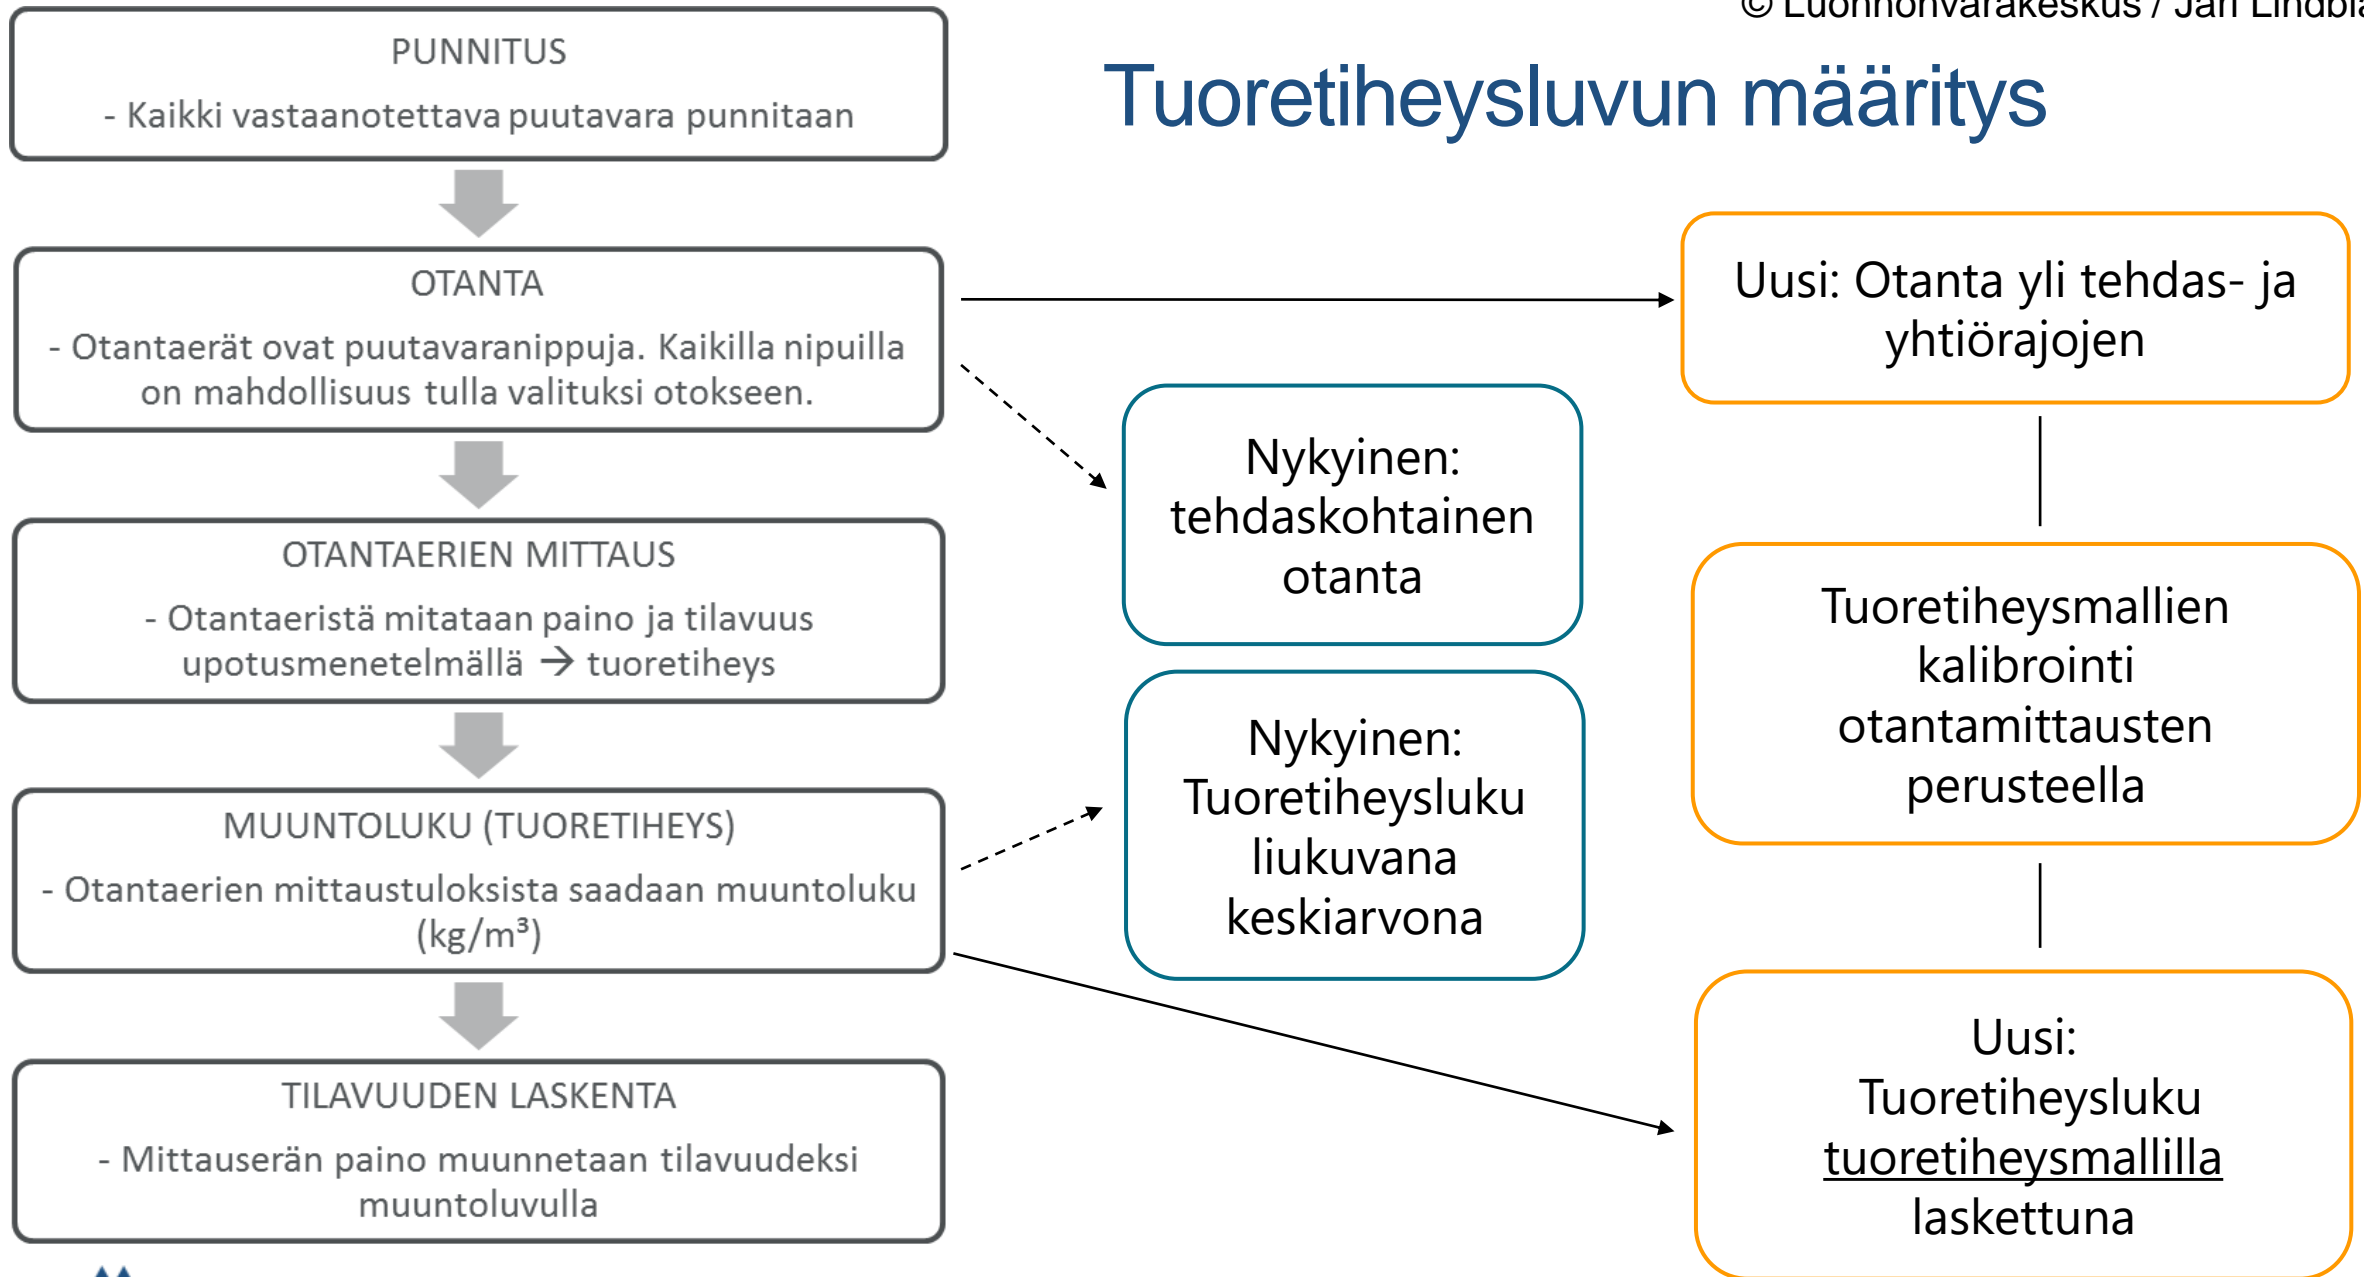 © Luonnonvarakeskus / Jari
Tuoretiheysluvun määritys
PUNNITUS
- Kaikki vastaanotettava puutavara punnitaan
OTANTA
- Otantaerät ovat puutavaranippuja. Kaikilla nipuilla
on mahdollisuus tulla valituksi otokseen.
OTANTAERIEN MITTAUS
- Otantaeristä mitataan paino ja tilavuus
upotusmenetelmällä → tuoretiheys
MUUNTOLUKU (TUORETIHEYS)
- Otantaerien mittaustuloksista saadaan muuntoluku
(kg/m³)
TILAVUUDEN LASKENTA
- Mittauserän paino muunnetaan tilavuudeksi
muuntoluvulla
Nykyinen:
tehdaskohtainen
otanta
Nykyinen:
Tuoretiheysluku
liukuvana
keskiarvona
Uusi: Otanta yli tehdas- ja
yhtiörajojen
Tuoretiheysmallien
kalibrointi
otantamittausten
perusteella
Uusi:
Tuoretiheysluku
tuoretiheysmallilla
laskettuna